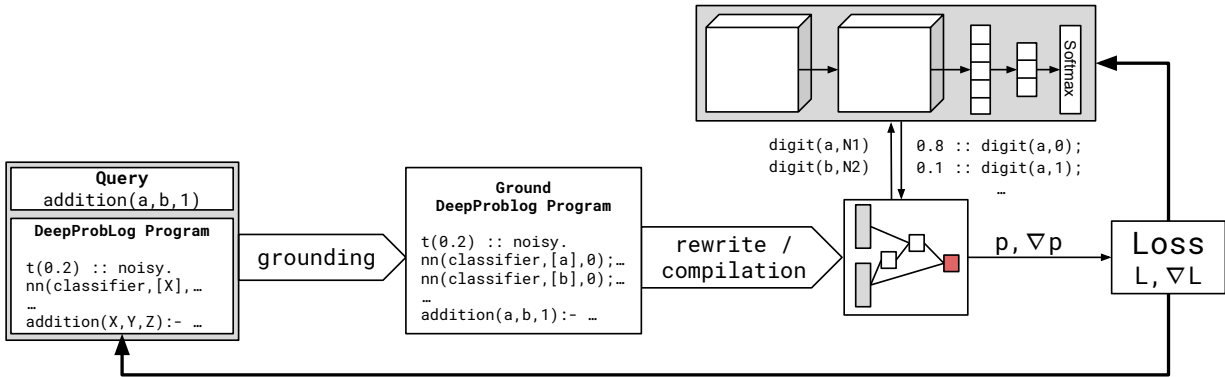 Softmax
digit(a,N1)
digit(b,N2)
0.8 :: digit(a,0);
0.1 :: digit(a,1);
…
Query
addition(a,b,1)
DeepProbLog Program
t(0.2) :: noisy.
nn(classifier,[X],…
…
addition(X,Y,Z):- …
grounding
Ground
DeepProblog Program
t(0.2) :: noisy.
nn(classifier,[a],0);…
nn(classifier,[b],0);…
…
addition(a,b,1):- …
rewrite /
compilation
p, ▽p
Loss
L, ▽L